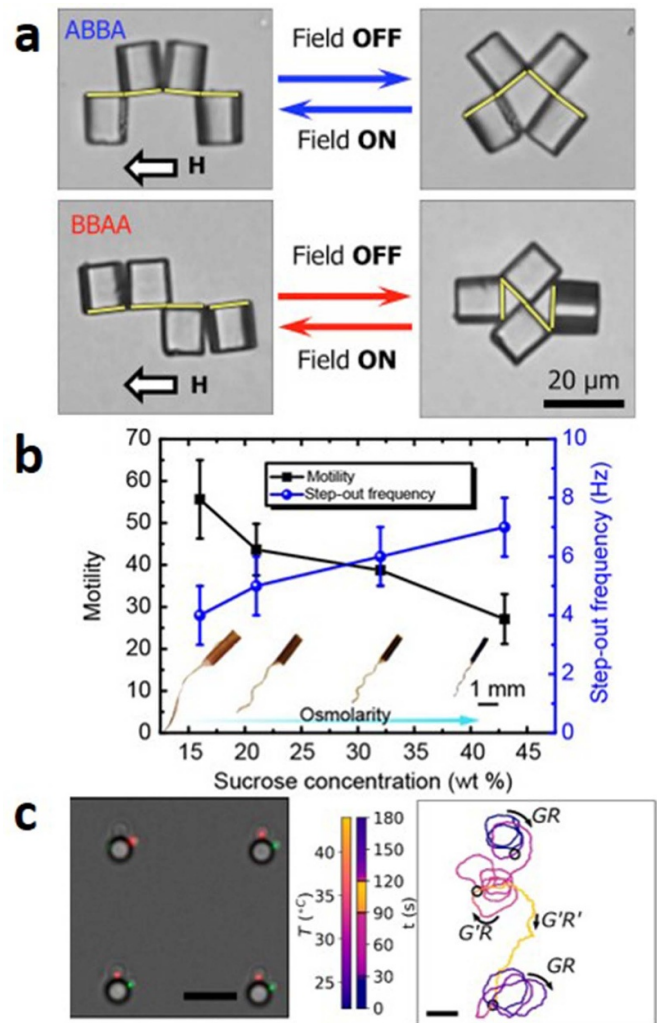 a
ABBA
Field OFF
Field ON
H
BBAA
Field OFF
Field ON
H
20 µm
b
70
60
50
40
30
20
10
0
Motility
Motility
Step-out frequency
10
8
6
4
2
0
Step-out frequency (Hz)
1 mm
Osmolarity
15 20 25 30 35 40 45
Sucrose concentration (wt %)
c
T (°C)
40
35
30
25
t (s)
180
150
120
90
60
30
0
GR
G'R
G'R'
GR